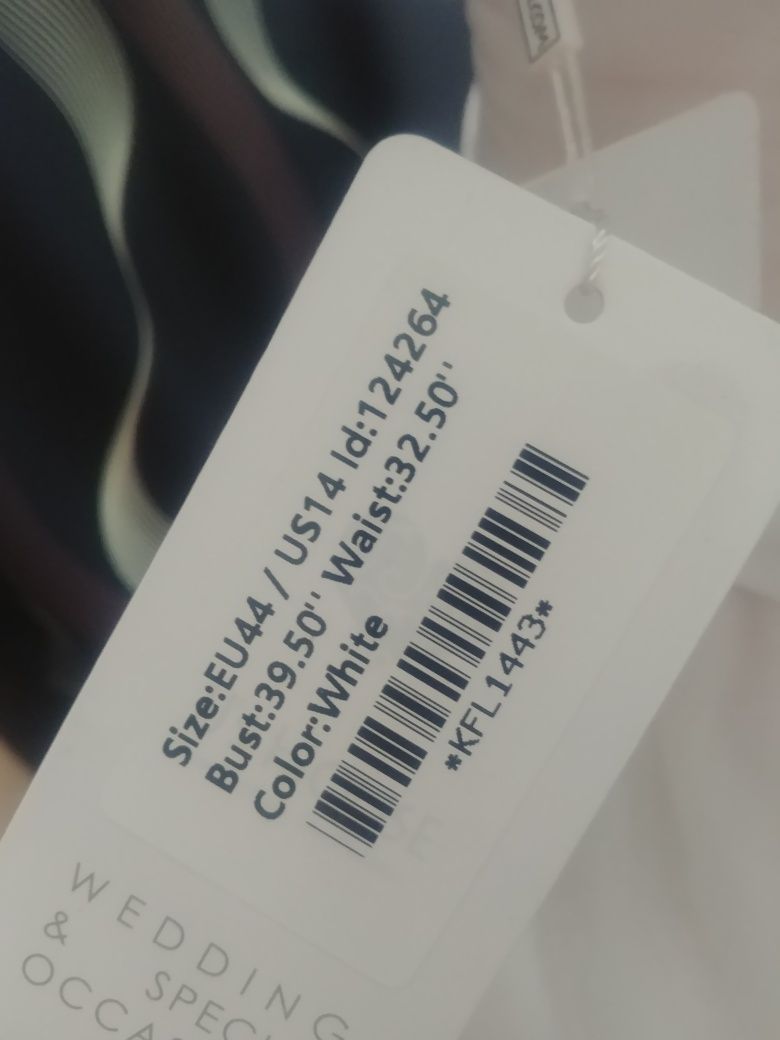 Size:EU44 / US14 Id:124264
Bust:39.50'' Waist:32.50''
Color:White
*KFL1443*
WEDDING
&